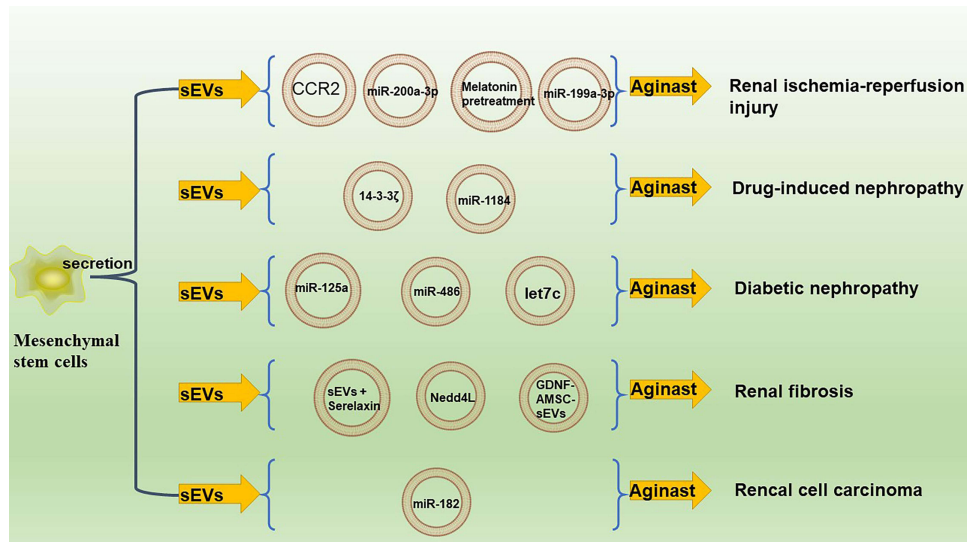 sEVs
CCR2
miR-200a-3p
Melatonin
pretreatment
miR-199a-3p
Aginast
Renal ischemia-reperfusion
injury
sEVs
14-3-3ζ
miR-1184
Aginast
Drug-induced nephropathy
secretion
Mesenchymal
stem cells
sEVs
miR-125a
miR-486
let7c
Aginast
Diabetic nephropathy
sEVs
sEVs +
Serelaxin
Nedd4L
GDNF-
AMSC-
sEVs
Aginast
Renal fibrosis
sEVs
miR-182
Aginast
Rencal cell carcinoma